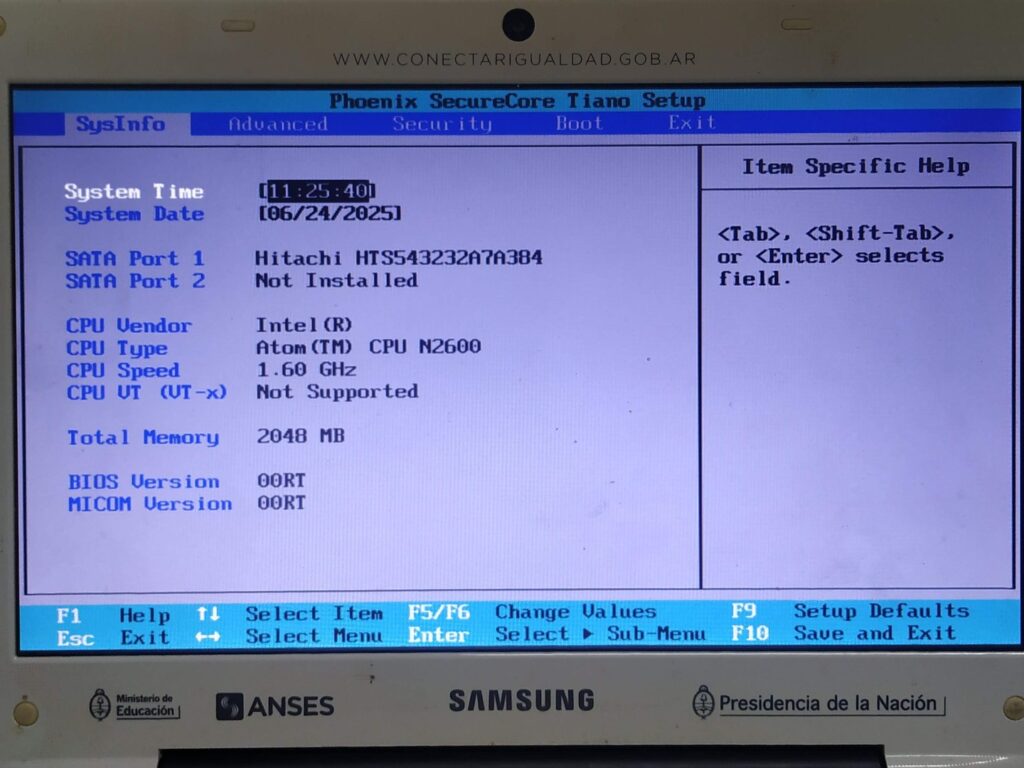 WWW.CONECTARIGUALDAD.GOB.AR
Phoenix SecureCore Tiano Setup
SysInfo Advanced Security Boot Exit
Item Specific Help
System Time [11:25:40]
System Date [06/24/2025]
<Tab>, <Shift-Tab>,
or <Enter> selects
field.
SATA Port 1 Hitachi HTS543232A7A384
SATA Port 2 Not Installed
CPU Vendor Intel(R)
CPU Type Atom(TM) CPU N2600
CPU Speed 1.60 GHz
CPU VT (VT-x) Not Supported
Total Memory 2048 MB
BIOS Version 00RT
MICOM Version 00RT
F1 Help ↑↓ Select Item F5/F6 Change Values F9 Setup Defaults
Esc Exit ↔ Select Menu Enter Select ▶ Sub-Menu F10 Save and Exit
Ministerio de
Educación
ANSES
SAMSUNG
Presidencia de la Nación